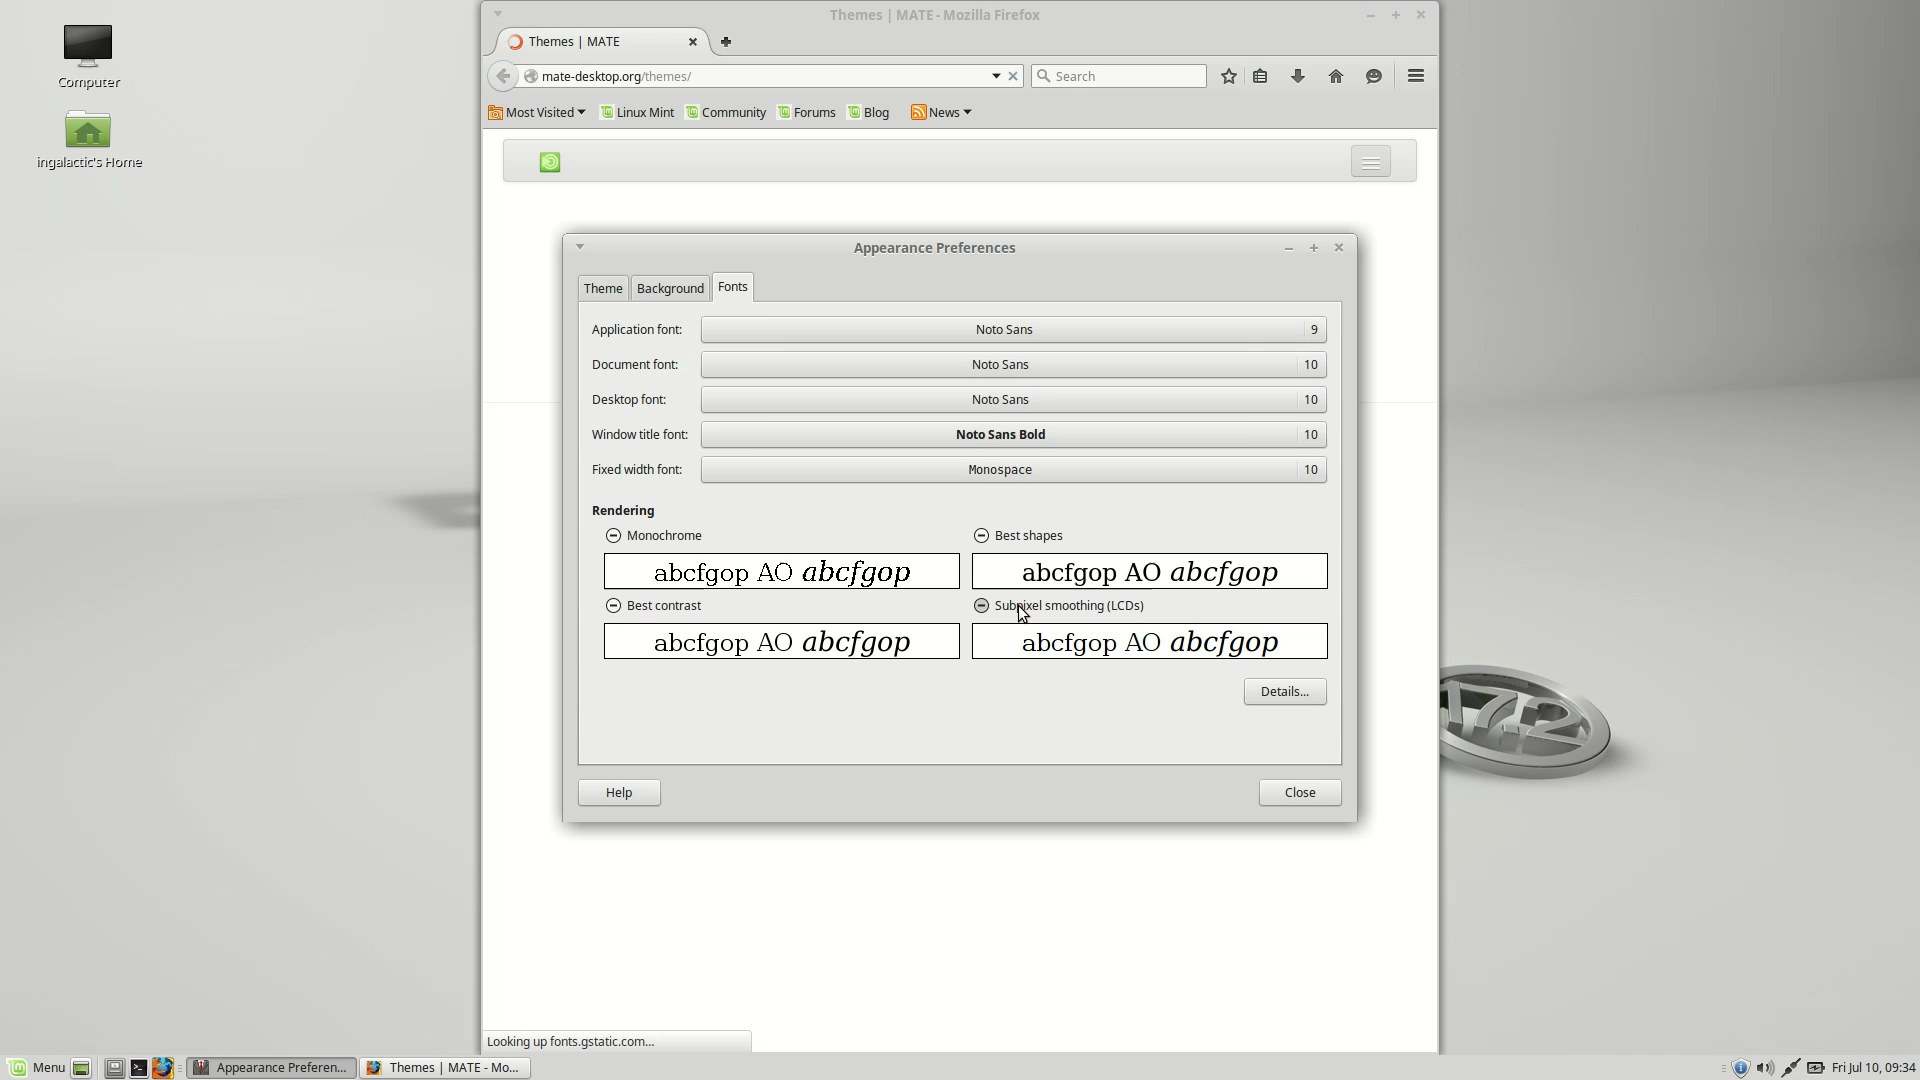 Themes | MATE - Mozilla Firefox
Themes | MATE
mate-desktop.org/themes/
Search
Most Visited
Linux Mint
Community
Forums
Blog
News
Computer
ingalactic's Home
Appearance Preferences
Theme
Background
Fonts
Application font: Noto Sans 9
Document font: Noto Sans 10
Desktop font: Noto Sans 10
Window title font: Noto Sans Bold 10
Fixed width font: Monospace 10
Rendering
Monochrome
Best shapes
abcfgop AO abcfgop
abcfgop AO abcfgop
Best contrast
Subpixel smoothing (LCDs)
abcfgop AO abcfgop
abcfgop AO abcfgop
Details...
Help
Close
172
Looking up fonts.gstatic.com...
Menu
Appearance Preferen...
Themes | MATE - Mo...
Fri Jul 10, 09:34